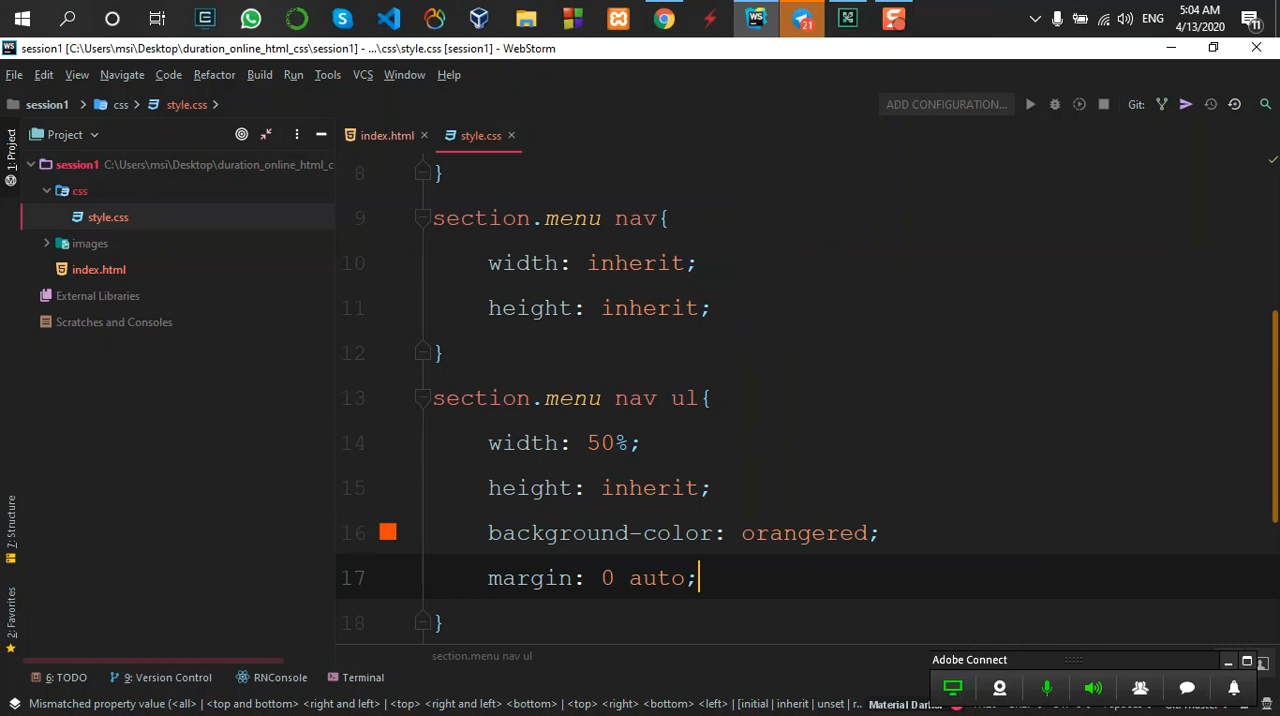 5:04 AM
ENG
4/13/2020
11
21
WS session1 [C:\Users\msi\Desktop\duration_online_html_css\session1] - ...\css\style.css [session1] - WebStorm
File Edit View Navigate Code Refactor Build Run Tools VCS Window Help
session1 css style.css ADD CONFIGURATION... Git:
Project index.html style.css
1: Project
session1 C:\Users\msi\Desktop\duration_online_html_c
css
style.css
images
index.html
External Libraries
Scratches and Consoles
8 }
9 section.menu nav{
10 width: inherit;
11 height: inherit;
12 }
13 section.menu nav ul{
14 width: 50%;
15 height: inherit;
16 background-color: orangered;
17 margin: 0 auto;
18 }
7: Structure
2: Favorites
section.menu nav ul
Adobe Connect
6: TODO 9: Version Control RNConsole Terminal
Mismatched property value (<all> | <top and bottom> <right and left> | <top> <right and left> <bottom> | <top> <right> <bottom> <left> | [initial | inherit | unset | r... Material Dark